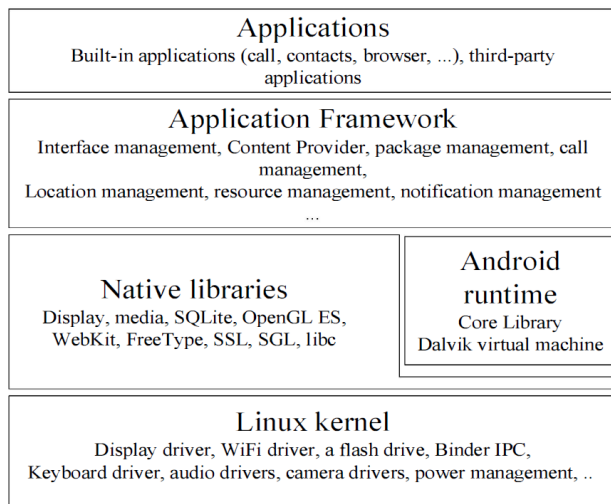 Applications
Built-in applications (call, contacts, browser, ...), third-party
applications
Application Framework
Interface management, Content Provider, package management, call
management,
Location management, resource management, notification management
...
Native libraries
Display, media, SQLite, OpenGL ES,
WebKit, FreeType, SSL, SGL, libc
Android
runtime
Core Library
Dalvik virtual machine
Linux kernel
Display driver, WiFi driver, a flash drive, Binder IPC,
Keyboard driver, audio drivers, camera drivers, power management, ..